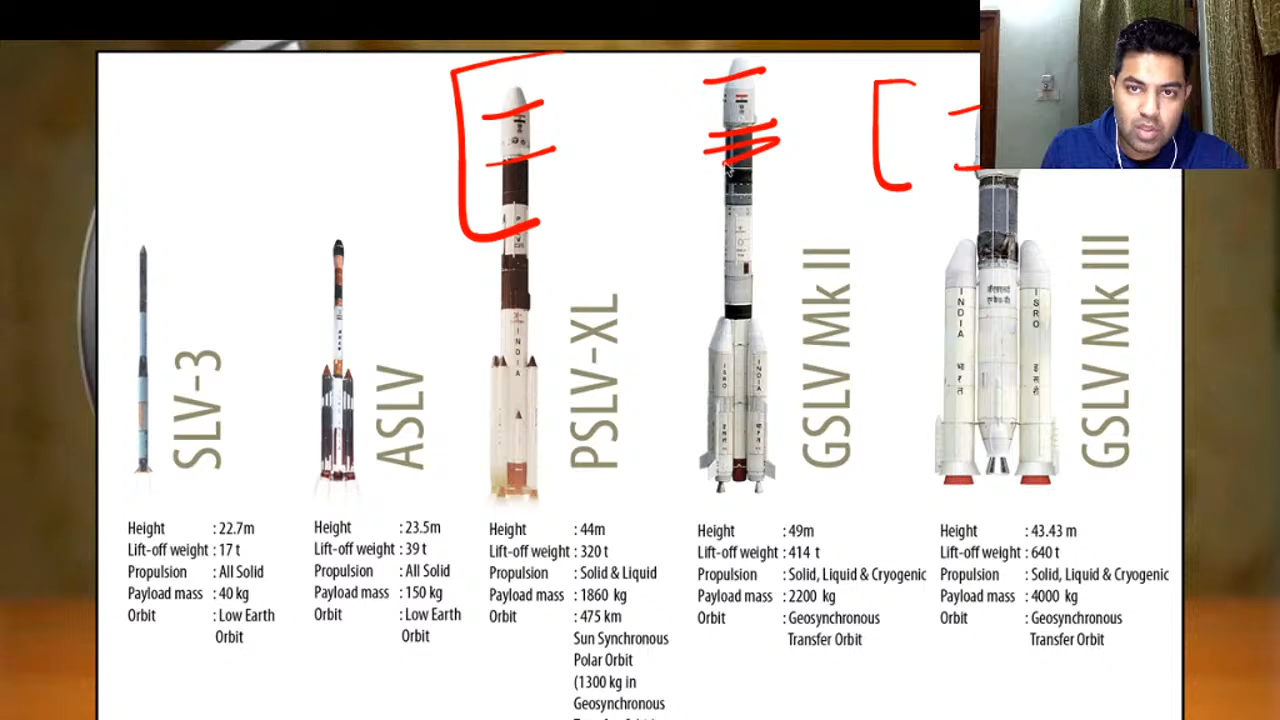 SLV-3
ASLV
PSLV-XL
GSLV Mk II
GSLV Mk III
INDIA
ISRO
INDIA
INDIA
भारत
ISRO
इसरो
Height : 22.7m
Lift-off weight : 17 t
Propulsion : All Solid
Payload mass : 40 kg
Orbit : Low Earth
Orbit
Height : 23.5m
Lift-off weight : 39 t
Propulsion : All Solid
Payload mass : 150 kg
Orbit : Low Earth
Orbit
Height : 44m
Lift-off weight : 320 t
Propulsion : Solid & Liquid
Payload mass : 1860 kg
Orbit : 475 km
Sun Synchronous
Polar Orbit
(1300 kg in
Geosynchronous
Height : 49m
Lift-off weight : 414 t
Propulsion : Solid, Liquid & Cryogenic
Payload mass : 2200 kg
Orbit : Geosynchronous
Transfer Orbit
Height : 43.43 m
Lift-off weight : 640 t
Propulsion : Solid, Liquid & Cryogenic
Payload mass : 4000 kg
Orbit : Geosynchronous
Transfer Orbit